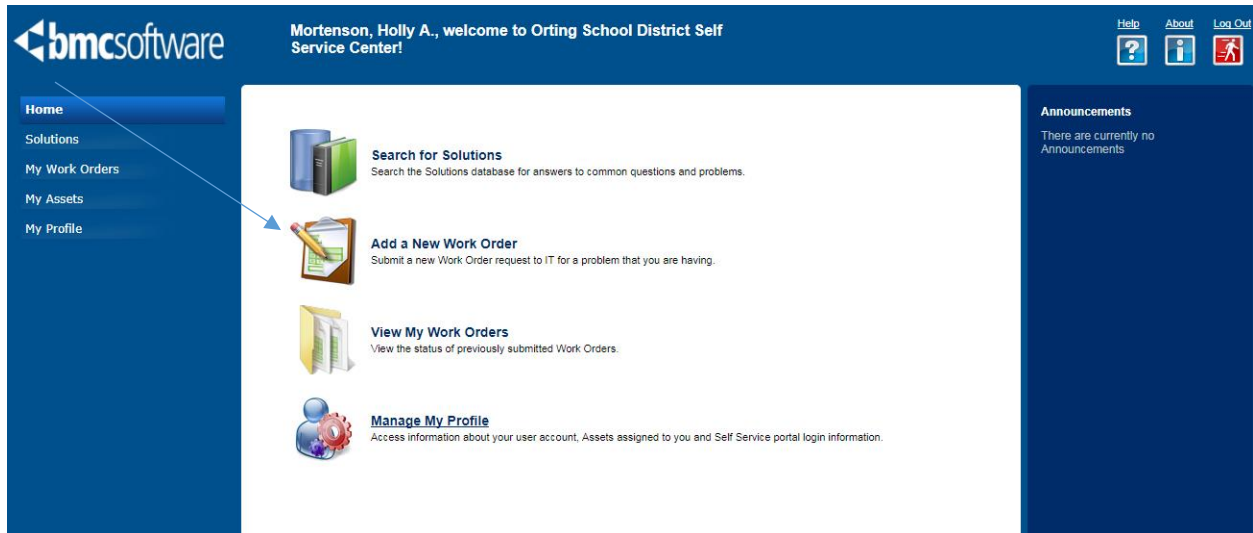 bmcsoftware
Mortenson, Holly A., welcome to Orting School District Self
Service Center!
Help
About
Log Out
Home
Solutions
My Work Orders
My Assets
My Profile
Search for Solutions
Search the Solutions database for answers to common questions and problems.
Add a New Work Order
Submit a new Work Order request to IT for a problem that you are having.
View My Work Orders
View the status of previously submitted Work Orders.
Manage My Profile
Access information about your user account, Assets assigned to you and Self Service portal login information.
Announcements
There are currently no
Announcements